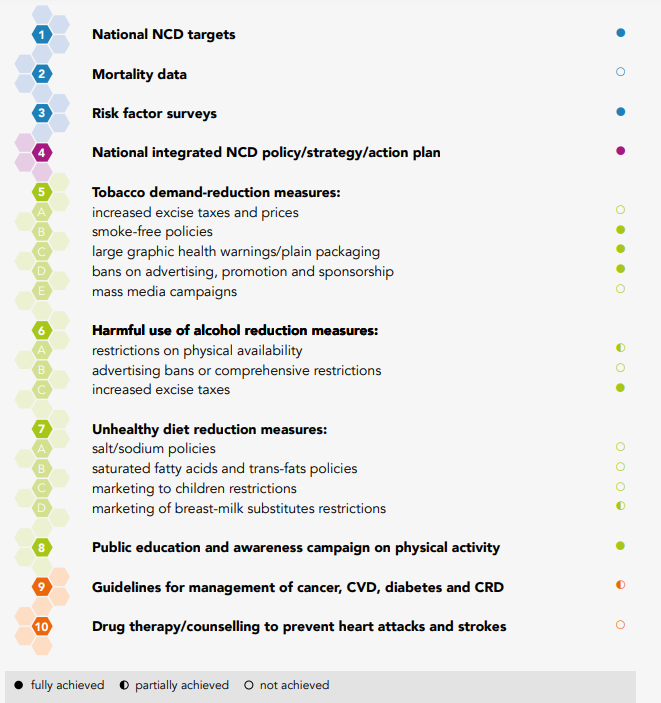 1 National NCD targets ●
2 Mortality data ○
3 Risk factor surveys ●
4 National integrated NCD policy/strategy/action plan ●
5 Tobacco demand-reduction measures:
A increased excise taxes and prices ○
B smoke-free policies ●
C large graphic health warnings/plain packaging ●
D bans on advertising, promotion and sponsorship ●
E mass media campaigns ○
6 Harmful use of alcohol reduction measures:
A restrictions on physical availability ◐
B advertising bans or comprehensive restrictions ○
C increased excise taxes ●
7 Unhealthy diet reduction measures:
A salt/sodium policies ○
B saturated fatty acids and trans-fats policies ○
C marketing to children restrictions ○
D marketing of breast-milk substitutes restrictions ◐
8 Public education and awareness campaign on physical activity ●
9 Guidelines for management of cancer, CVD, diabetes and CRD ◐
10 Drug therapy/counselling to prevent heart attacks and strokes ○
● fully achieved ◐ partially achieved ○ not achieved